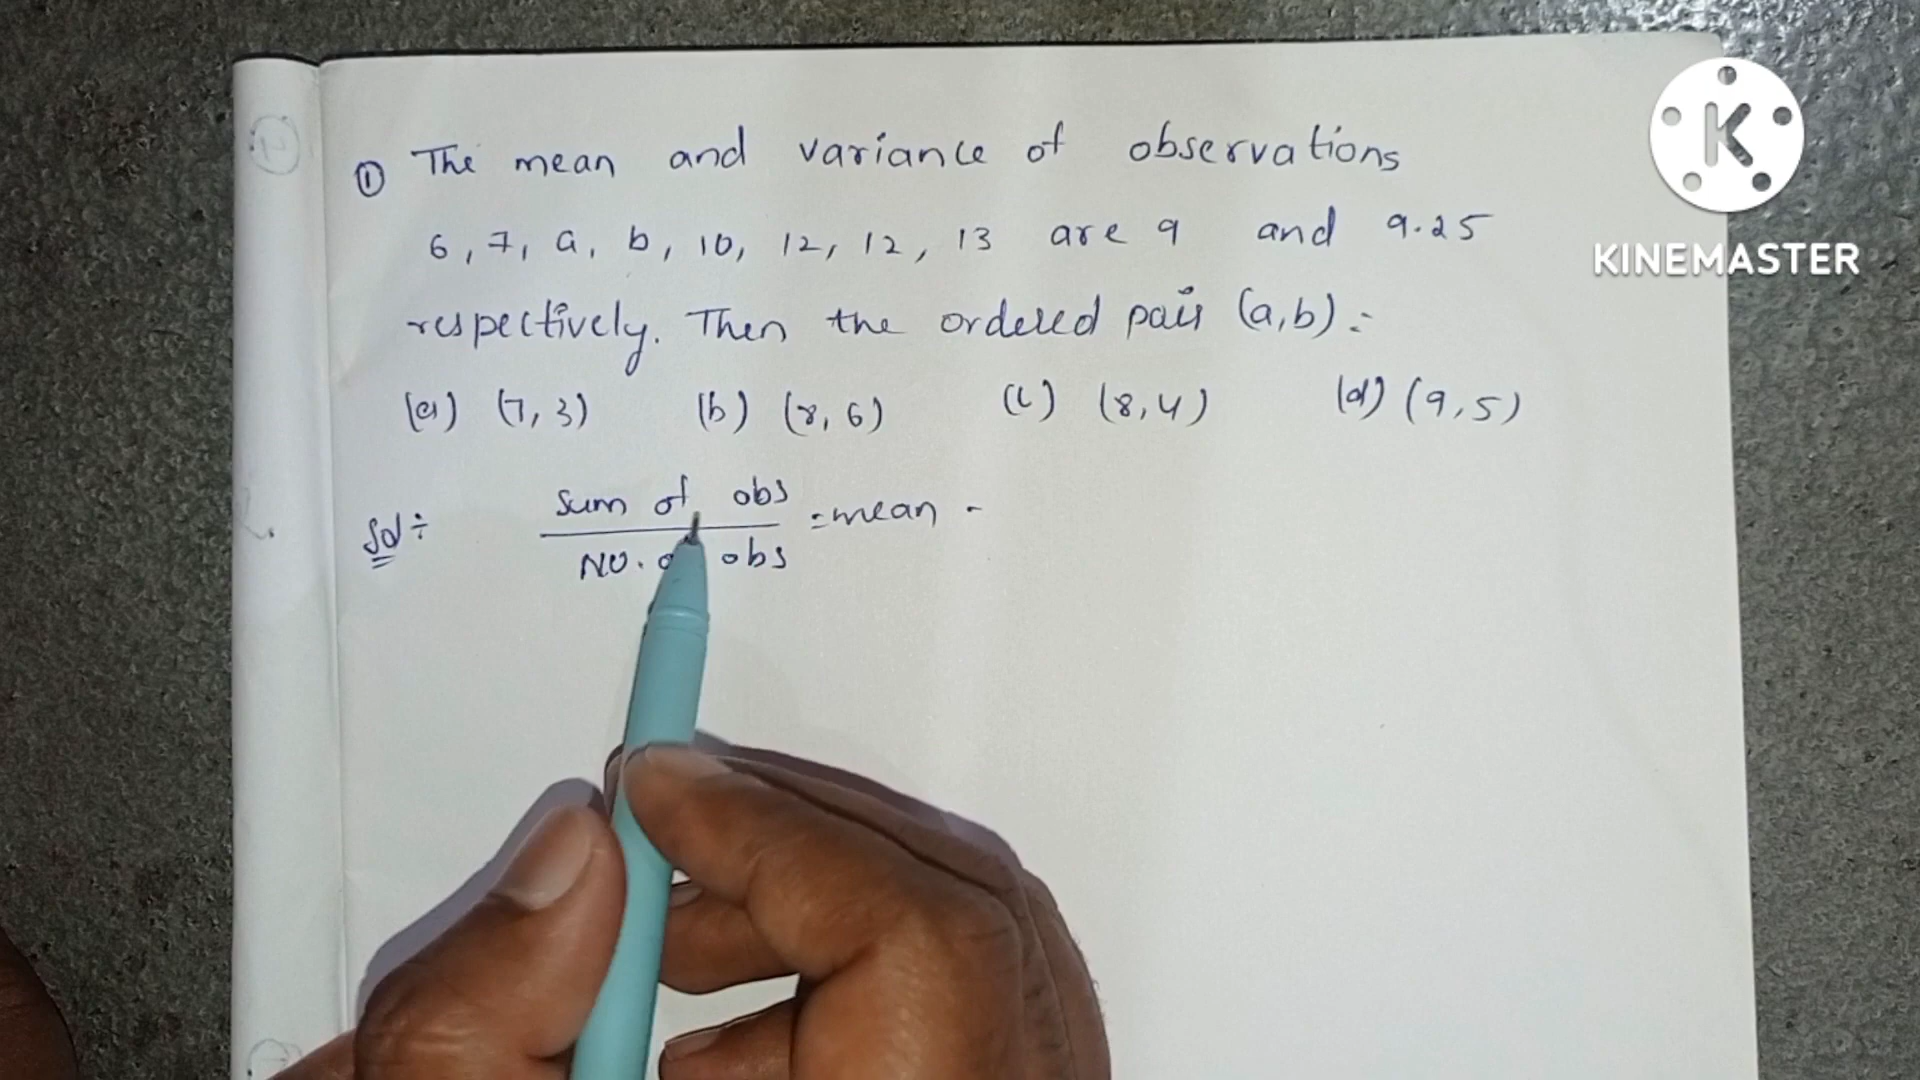 ① The mean and variance of observations
6, 7, a, b, 10, 12, 12, 13 are 9 and 9.25
respectively. Then the ordered pair (a,b) =
(a) (7, 3) (b) (8, 6) (c) (8, 4) (d) (9, 5)
Sol ÷ Sum of obs = mean -
No. obs
K
KINEMASTER